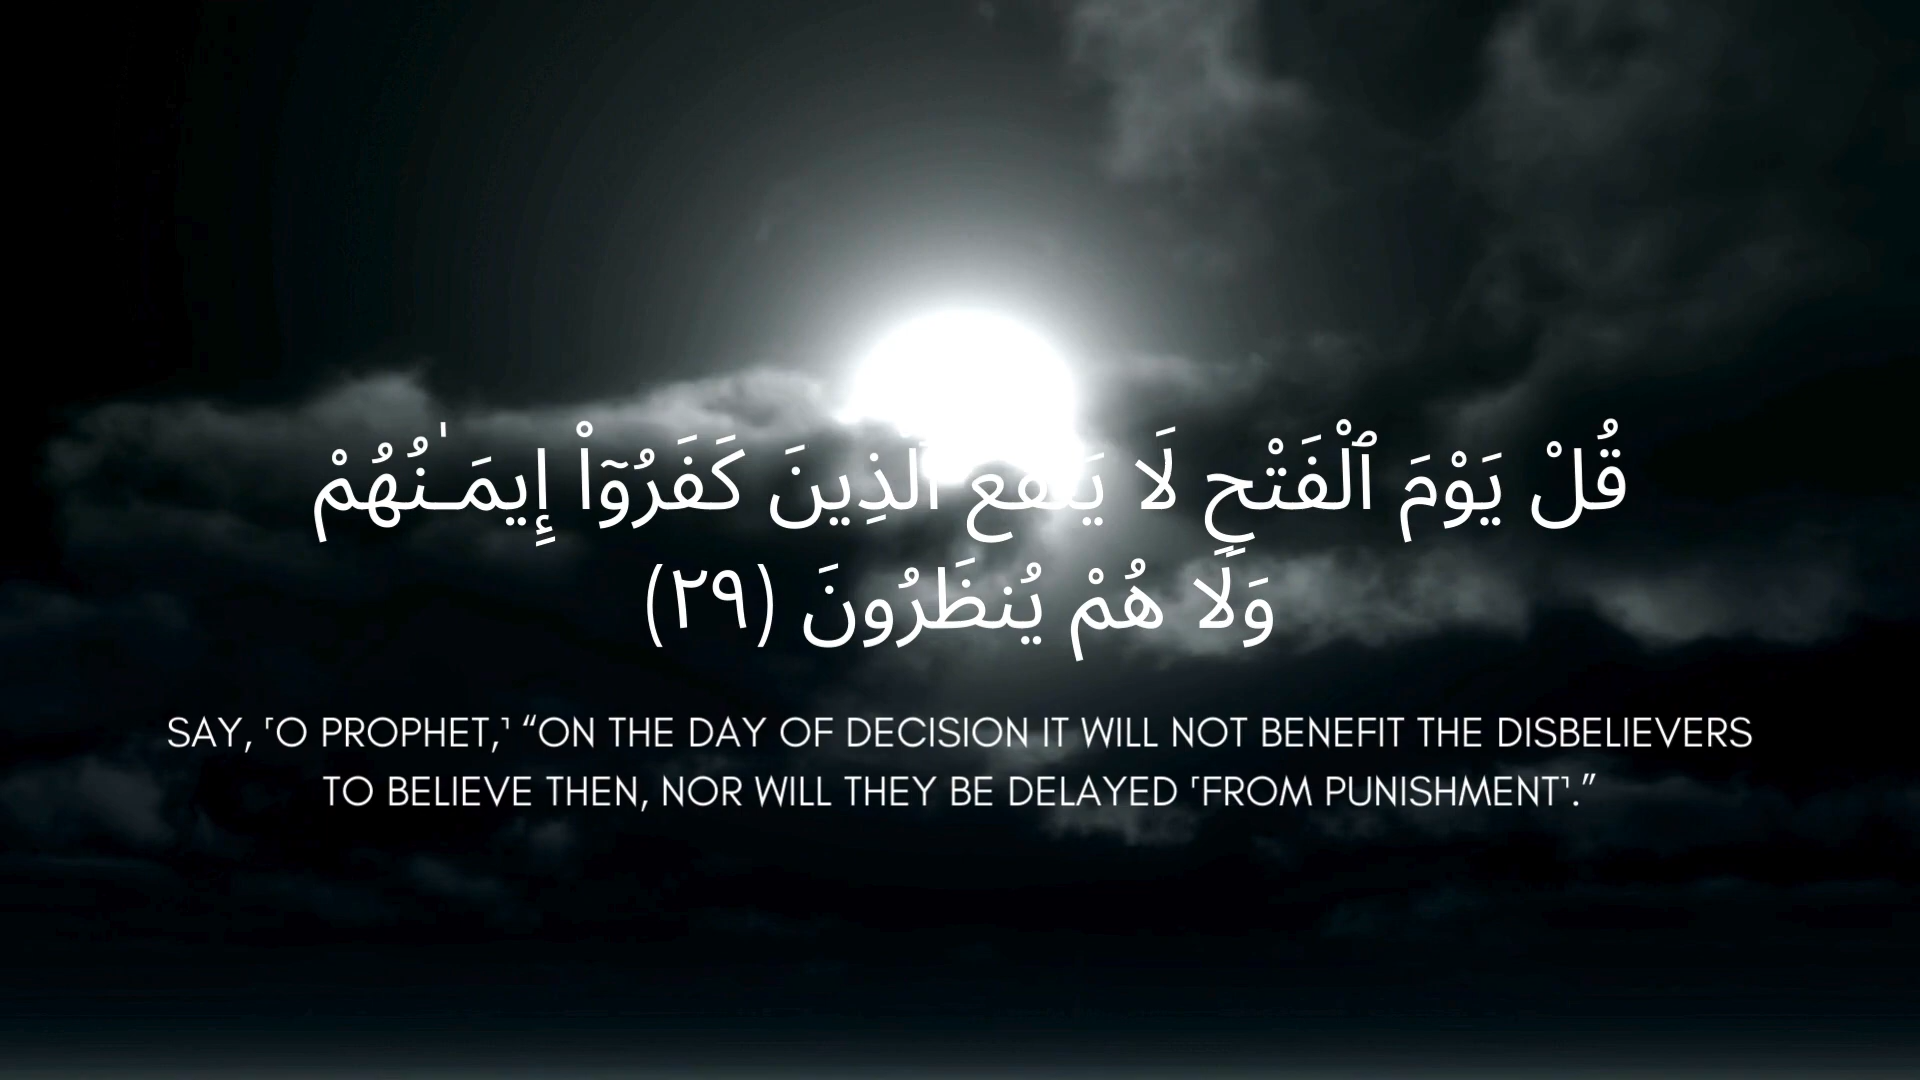 قُلْ يَوْمَ ٱلْفَتْحِ لَا يَنفَعُ ٱلَّذِينَ كَفَرُوٓا۟ إِيمَـٰنُهُمْ
وَلَا هُمْ يُنظَرُونَ (٢٩)
SAY, ˹O PROPHET,˺ “ON THE DAY OF DECISION IT WILL NOT BENEFIT THE DISBELIEVERS
TO BELIEVE THEN, NOR WILL THEY BE DELAYED ˹FROM PUNISHMENT˺.”